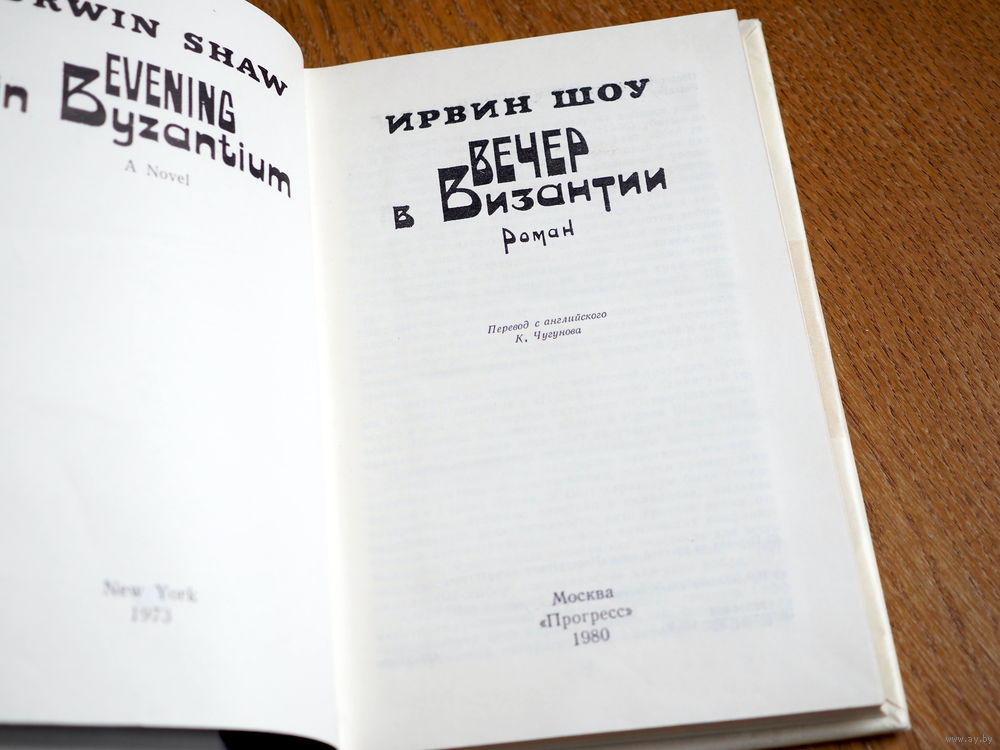 RWIN SHAW
EVENING
in Byzantium
A Novel
New York
1973
ИРВИН ШОУ
ВЕЧЕР
в Византии
роман
Перевод с английского
К. Чугунова
Москва
«Прогресс»
1980
www.ay.by